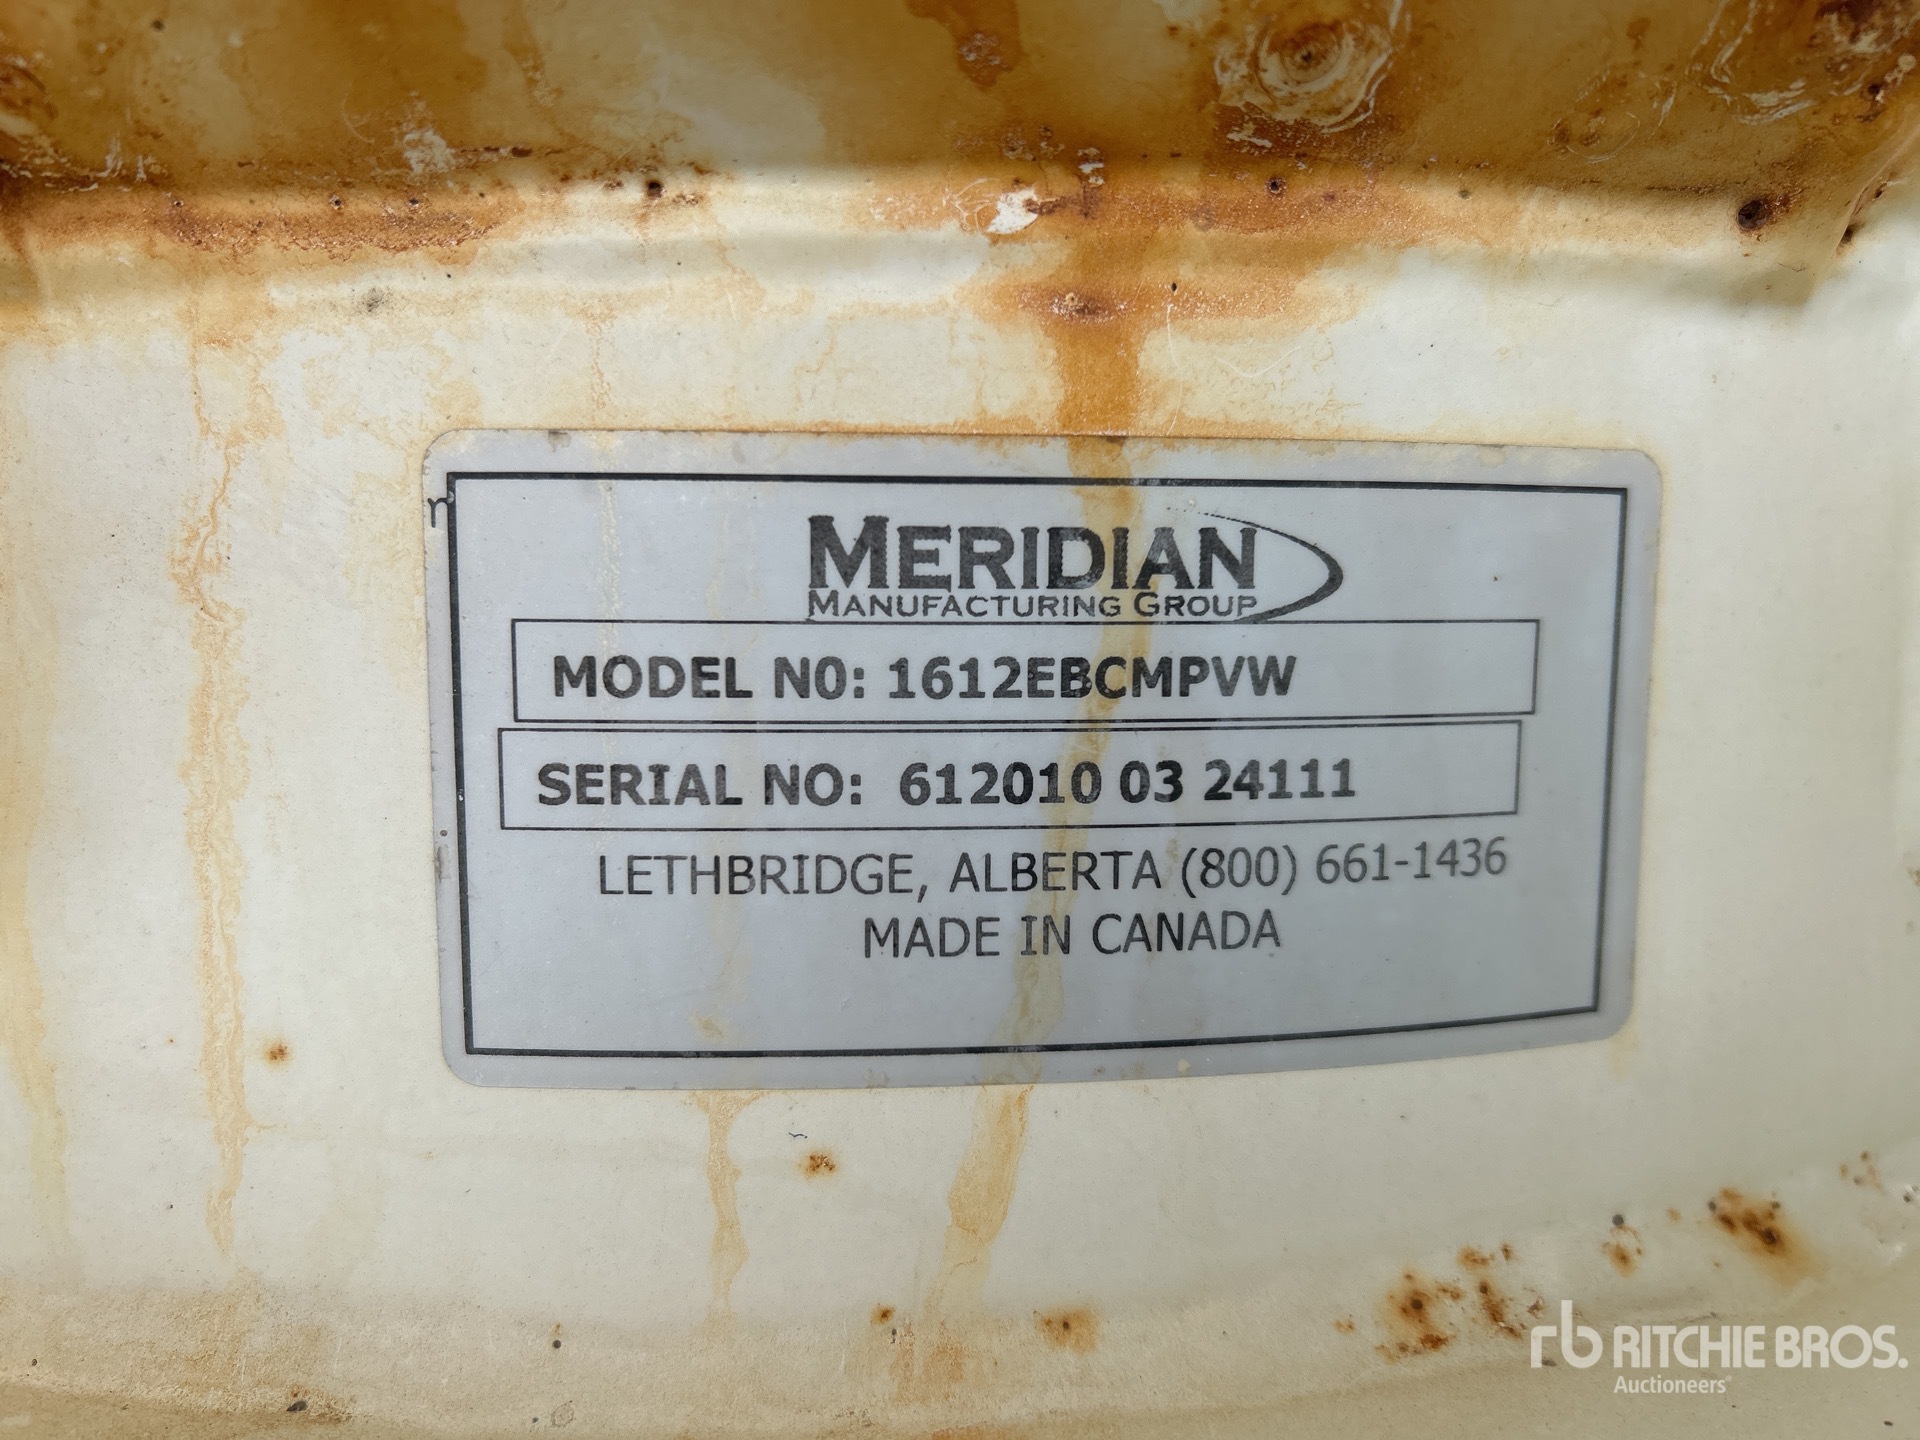 MERIDIAN
MANUFACTURING GROUP
MODEL N0: 1612EBCMPVW
SERIAL NO: 612010 03 24111
LETHBRIDGE, ALBERTA (800) 661-1436
MADE IN CANADA
rb RITCHIE BROS.
Auctioneers